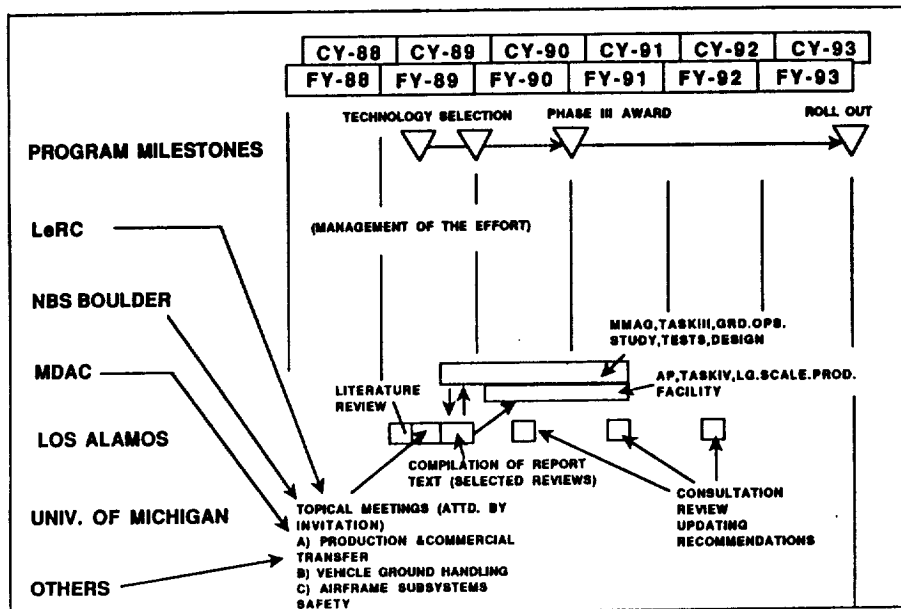 CY-88 CY-89 CY-90 CY-91 CY-92 CY-93
FY-88 FY-89 FY-90 FY-91 FY-92 FY-93
TECHNOLOGY SELECTION PHASE III AWARD ROLL OUT
PROGRAM MILESTONES
(MANAGEMENT OF THE EFFORT)
LeRC
NBS BOULDER
MMAG,TASKIII,GRD.OPS.
STUDY,TESTS,DESIGN
MDAC
LITERATURE
REVIEW
AP,TASKIV,LG.SCALE.PROD.
FACILITY
LOS ALAMOS
COMPILATION OF REPORT
TEXT (SELECTED REVIEWS)
CONSULTATION
REVIEW
UPDATING
RECOMMENDATIONS
UNIV. OF MICHIGAN
TOPICAL MEETINGS (ATTD. BY
INVITATION)
A) PRODUCTION &COMMERCIAL
TRANSFER
B) VEHICLE GROUND HANDLING
C) AIRFRAME SUBSYSTEMS
SAFETY
OTHERS